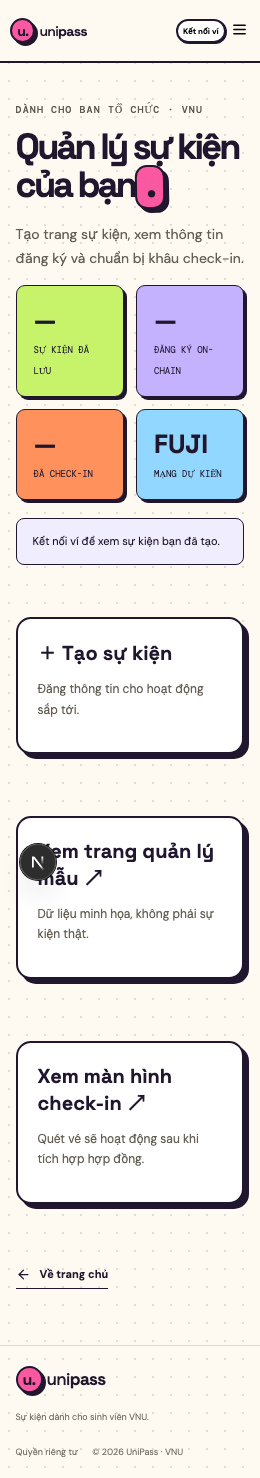 u. unipass
Kết nối ví
DÀNH CHO BAN TỔ CHỨC · VNU
Quản lý sự kiện
của bạn.
Tạo trang sự kiện, xem thông tin
đăng ký và chuẩn bị khâu check-in.
—
SỰ KIỆN ĐÃ
LƯU
—
ĐĂNG KÝ ON-
CHAIN
—
ĐÃ CHECK-IN
FUJI
MẠNG DỰ KIẾN
Kết nối ví để xem sự kiện bạn đã tạo.
+ Tạo sự kiện
Đăng thông tin cho hoạt động
sắp tới.
Xem trang quản lý
mẫu ↗
N
Dữ liệu minh họa, không phải sự
kiện thật.
Xem màn hình
check-in ↗
Quét vé sẽ hoạt động sau khi
tích hợp hợp đồng.
← Về trang chủ
u. unipass
Sự kiện dành cho sinh viên VNU.
Quyền riêng tư © 2026 UniPass · VNU